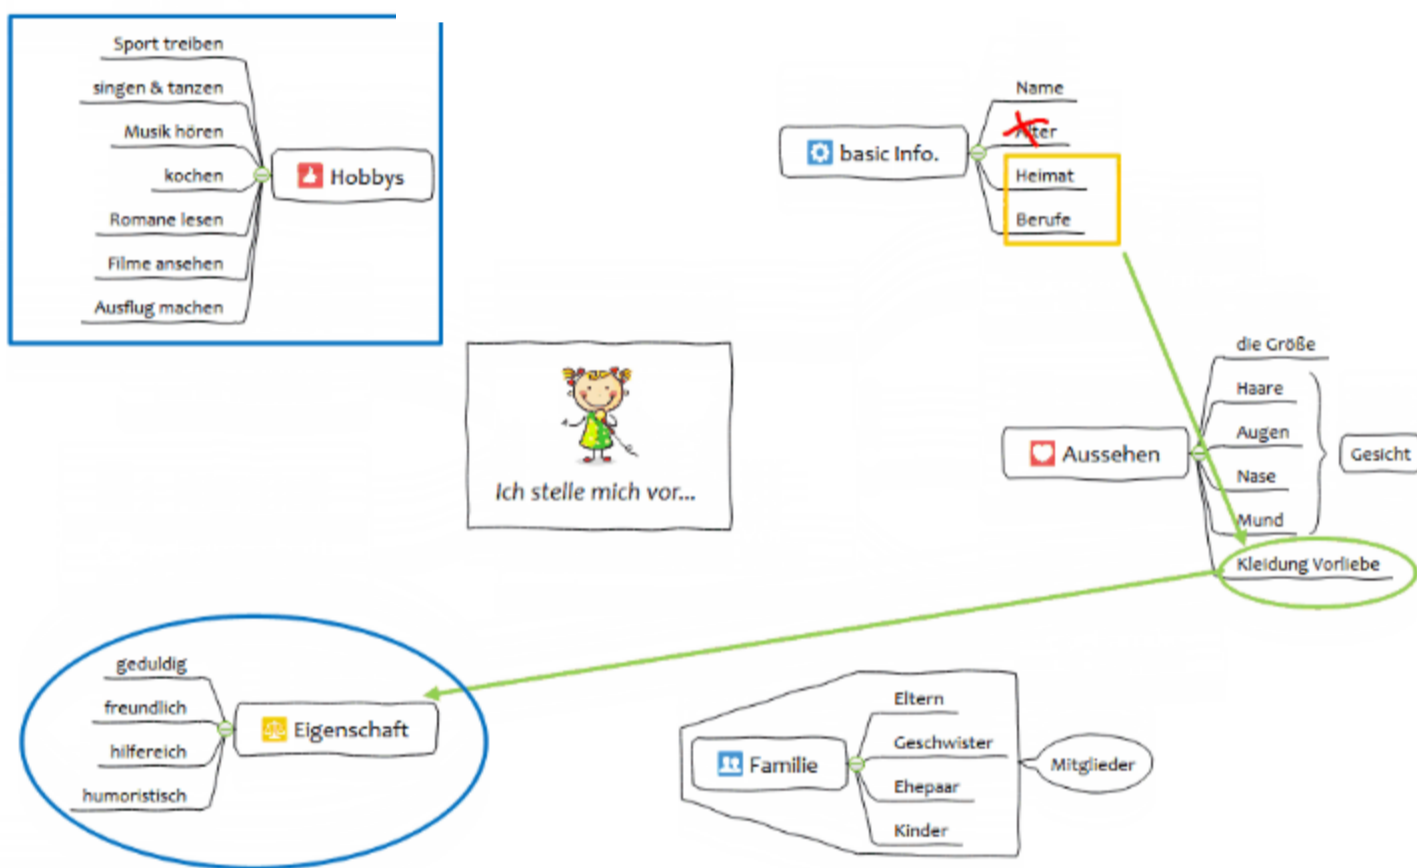 Sport treiben
singen & tanzen
Musik hören
kochen
Romane lesen
Filme ansehen
Ausflug machen
Hobbys
basic Info.
Name
Alter
Heimat
Berufe
Ich stelle mich vor...
Aussehen
die Größe
Haare
Augen
Nase
Mund
Kleidung Vorliebe
Gesicht
geduldig
freundlich
hilfereich
humoristisch
Eigenschaft
Familie
Eltern
Geschwister
Ehepaar
Kinder
Mitglieder